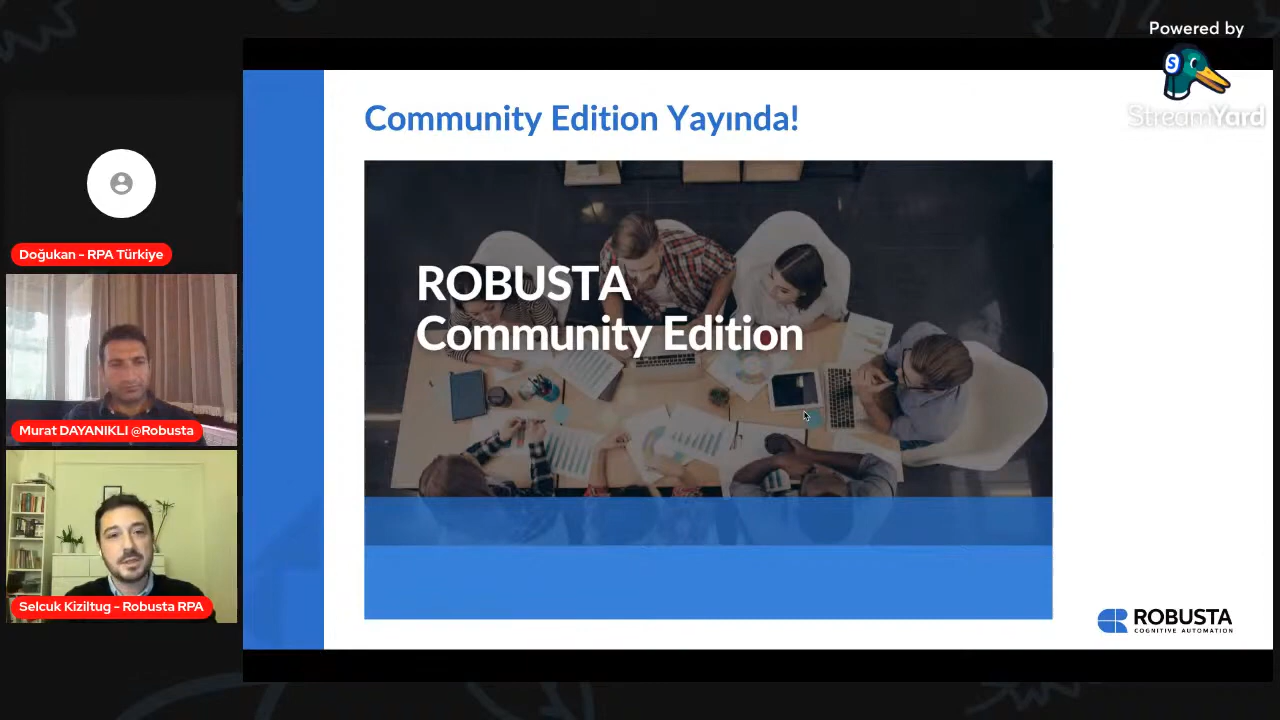 Powered by
StreamYard
Community Edition Yayında!
ROBUSTA
Community Edition
Doğukan - RPA Türkiye
Murat DAYANIKLI @Robusta
Selcuk Kiziltug - Robusta RPA
ROBUSTA
COGNITIVE AUTOMATION